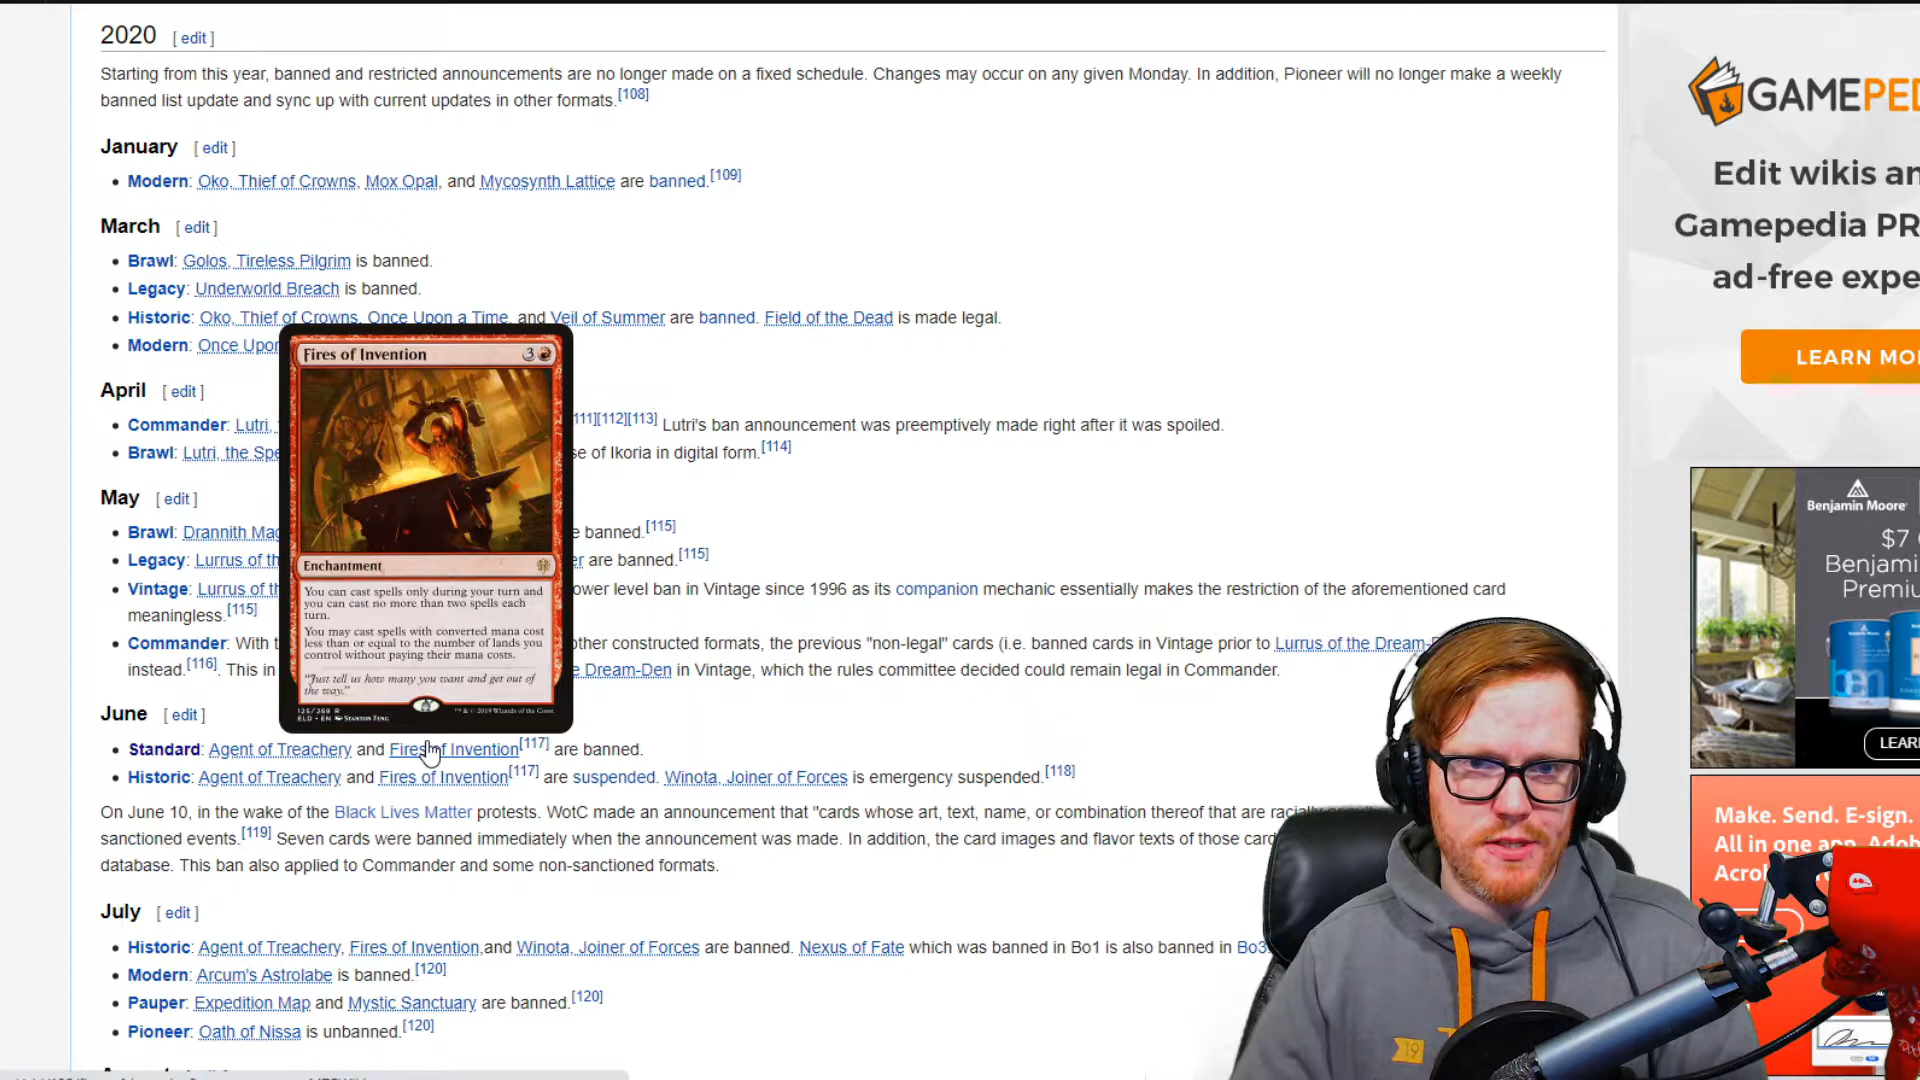 2020 [ edit ]
Starting from this year, banned and restricted announcements are no longer made on a fixed schedule. Changes may occur on any given Monday. In addition, Pioneer will no longer make a weekly
banned list update and sync up with current updates in other formats.[108]
January [ edit ]
• Modern: Oko, Thief of Crowns, Mox Opal, and Mycosynth Lattice are banned.[109]
March [ edit ]
• Brawl: Golos, Tireless Pilgrim is banned.
• Legacy: Underworld Breach is banned.
• Historic: Oko, Thief of Crowns, Once Upon a Time, and Veil of Summer are banned. Field of the Dead is made legal.
• Modern: Once Upon
April [ edit ]
• Commander: Lutri, 111][112][113] Lutri's ban announcement was preemptively made right after it was spoiled.
• Brawl: Lutri, the Spe se of Ikoria in digital form.[114]
May [ edit ]
• Brawl: Drannith Mag e banned.[115]
• Legacy: Lurrus of th er are banned.[115]
• Vintage: Lurrus of th ower level ban in Vintage since 1996 as its companion mechanic essentially makes the restriction of the aforementioned card
meaningless.[115]
• Commander: With t other constructed formats, the previous "non-legal" cards (i.e. banned cards in Vintage prior to Lurrus of the Dream-
instead.[116]. This in e Dream-Den in Vintage, which the rules committee decided could remain legal in Commander.
Fires of Invention 3
Enchantment
You can cast spells only during your turn and
you can cast no more than two spells each
turn.
You may cast spells with converted mana cost
less than or equal to the number of lands you
control without paying their mana costs.
"Just tell us how many you want and get out of
the way."
125/269 R
ELD • EN Stanton Feng
™ & © 2019 Wizards of the Coast
June [ edit ]
• Standard: Agent of Treachery and Fires of Invention[117] are banned.
• Historic: Agent of Treachery and Fires of Invention[117] are suspended. Winota, Joiner of Forces is emergency suspended.[118]
On June 10, in the wake of the Black Lives Matter protests. WotC made an announcement that "cards whose art, text, name, or combination thereof that are
sanctioned events.[119] Seven cards were banned immediately when the announcement was made. In addition, the card images and flavor texts of those card
database. This ban also applied to Commander and some non-sanctioned formats.
July [ edit ]
• Historic: Agent of Treachery, Fires of Invention,and Winota, Joiner of Forces are banned. Nexus of Fate which was banned in Bo1 is also banned in Bo3
• Modern: Arcum's Astrolabe is banned.[120]
• Pauper: Expedition Map and Mystic Sanctuary are banned.[120]
• Pioneer: Oath of Nissa is unbanned.[120]
GAMEPED
Edit wikis an
Gamepedia PR
ad-free expe
LEARN MO
Benjamin Moore
$7
Benjami
Premiu
ben
LEAR
Make. Send. E-sign.
All in one app. Adob
Acro
19